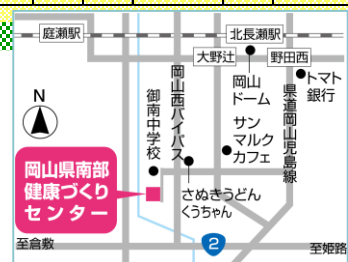 庭瀬駅
北長瀬駅
大野辻
野田西
岡山
ドーム
トマト
銀行
N
御南中学校
岡山西バイパス
サン
マルク
カフェ
県道岡山児島線
岡山県南部
健康づくり
センター
さぬきうどん
くうちゃん
至倉敷
2
至姫路